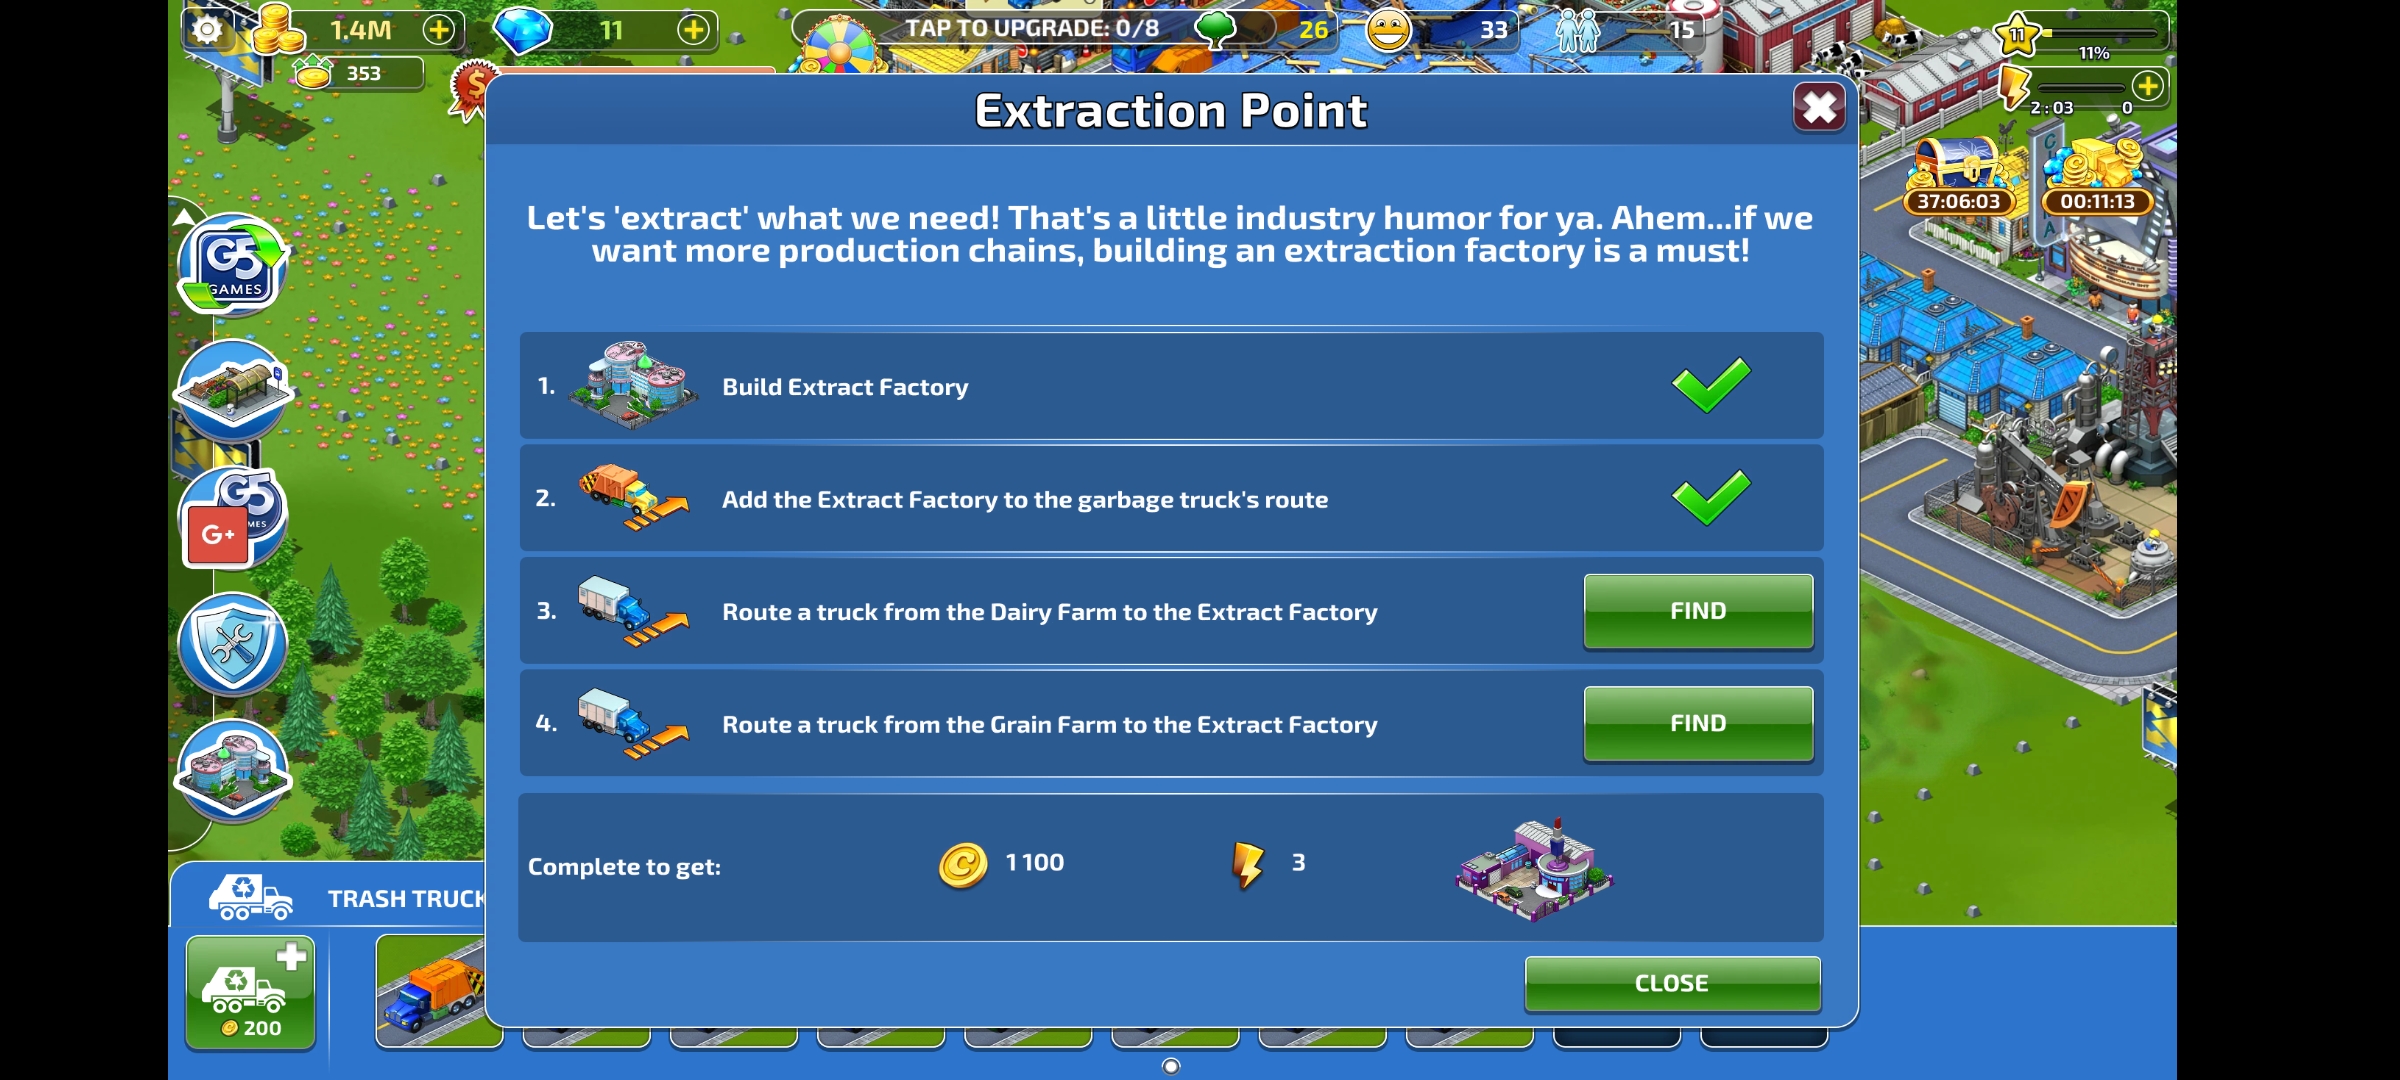 1.4M
11
TAP TO UPGRADE: 0/8
26
33
15
11
11%
353
2:03
0
Extraction Point
37:06:03
00:11:13
Let's 'extract' what we need! That's a little industry humor for ya. Ahem...if we
want more production chains, building an extraction factory is a must!
G5
GAMES
1.
Build Extract Factory
2.
Add the Extract Factory to the garbage truck's route
G5
G+
3.
Route a truck from the Dairy Farm to the Extract Factory
FIND
4.
Route a truck from the Grain Farm to the Extract Factory
FIND
Complete to get:
1 100
3
TRASH TRUCK
CLOSE
200